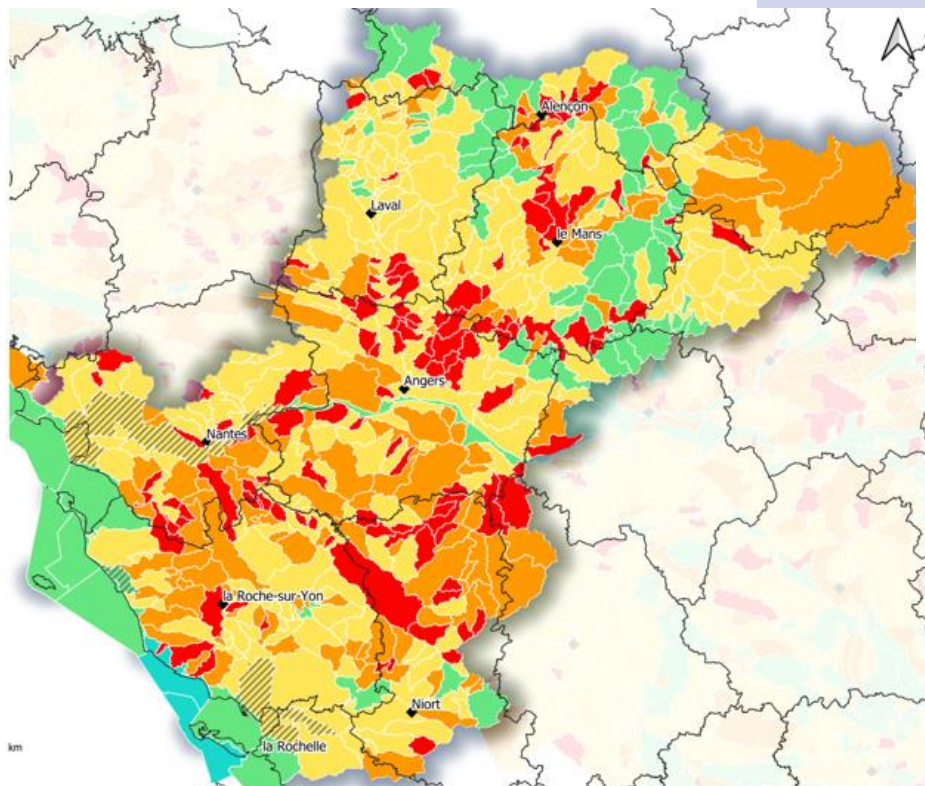 Alençon
Laval
le Mans
Angers
Nantes
la Roche-sur-Yon
Niort
la Rochelle
km